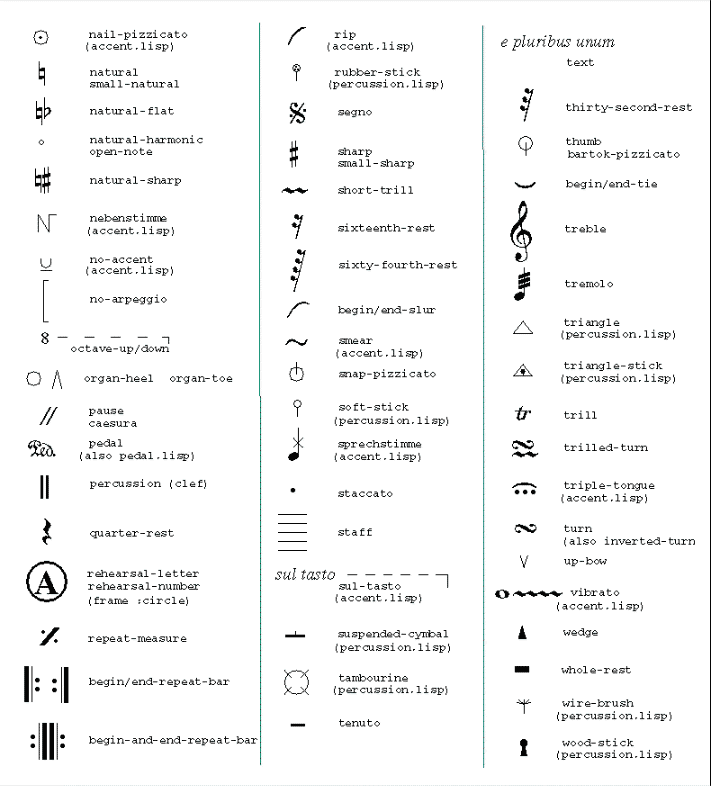 nail-pizzicato
(accent.lisp)
natural
small-natural
natural-flat
natural-harmonic
open-note
natural-sharp
nebenstimme
(accent.lisp)
no-accent
(accent.lisp)
no-arpeggio
8
octave-up/down
organ-heel organ-toe
pause
caesura
Ped.
pedal
(also pedal.lisp)
percussion (clef)
quarter-rest
A
rehearsal-letter
rehearsal-number
(frame :circle)
repeat-measure
begin/end-repeat-bar
begin-and-end-repeat-bar
rip
(accent.lisp)
rubber-stick
(percussion.lisp)
segno
sharp
small-sharp
short-trill
sixteenth-rest
sixty-fourth-rest
begin/end-slur
smear
(accent.lisp)
snap-pizzicato
soft-stick
(percussion.lisp)
sprechstimme
(accent.lisp)
staccato
staff
sul tasto
sul-tasto
(accent.lisp)
suspended-cymbal
(percussion.lisp)
tambourine
(percussion.lisp)
tenuto
e pluribus unum
text
thirty-second-rest
thumb
bartok-pizzicato
begin/end-tie
treble
tremolo
triangle
(percussion.lisp)
triangle-stick
(percussion.lisp)
tr
trill
trilled-turn
triple-tongue
(accent.lisp)
turn
(also inverted-turn
up-bow
vibrato
(accent.lisp)
wedge
whole-rest
wire-brush
(percussion.lisp)
wood-stick
(percussion.lisp)